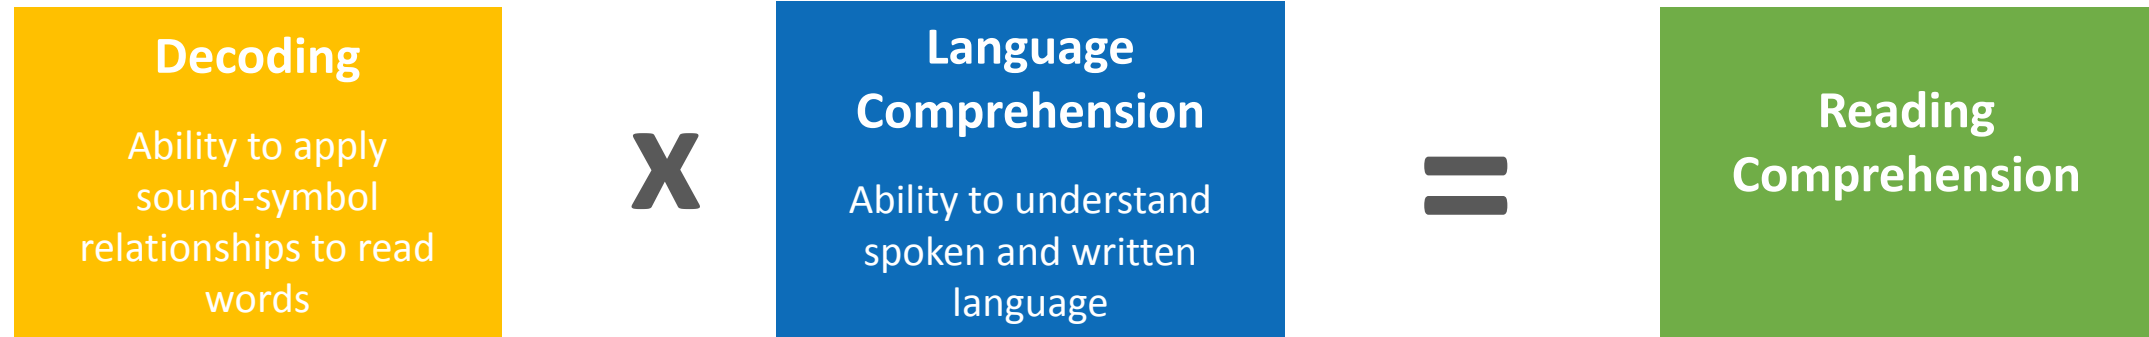 Decoding
Ability to apply
sound-symbol
relationships to read
words
x
Language
Comprehension
Ability to understand
spoken and written
language
=
Reading
Comprehension